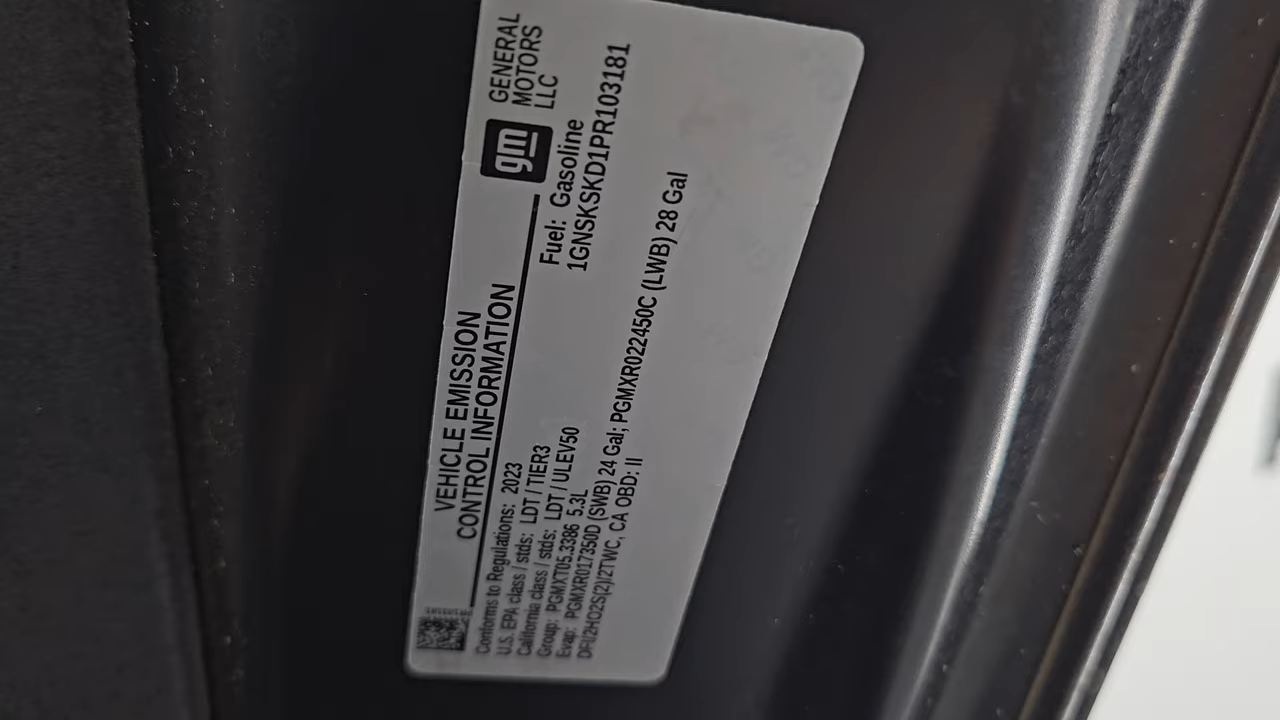 VEHICLE EMISSION
CONTROL INFORMATION
gm
GENERAL
MOTORS
LLC
Fuel: Gasoline
1GNSKSKD1PR103181
Conforms to Regulations: 2023
U.S. EPA class / stds: LDT / TIER3
California class / stds: LDT / ULEV50
Group: PGMXT05.3386 5.3L
Evap: PGMXR017350D (SWB) 24 Gal; PGMXR022450C (LWB) 28 Gal
DFI/2HO2S(2)/2TWC, CA OBD: II